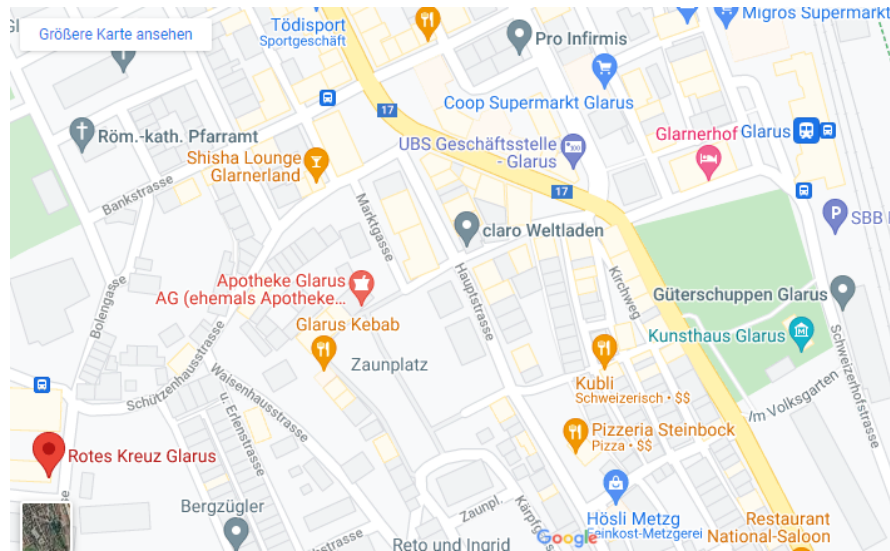 Größere Karte ansehen
Tödisport
Sportgeschäft
Pro Infirmis
Migros Supermarkt
Coop Supermarkt Glarus
17
Röm.-kath. Pfarramt
UBS Geschäftsstelle
- Glarus
Glarnerhof
Glarus
Shisha Lounge
Glarnerland
Bankstrasse
17
Marktgasse
claro Weltladen
P
SBB
Apotheke Glarus
AG (ehemals Apotheke...
Hauptstrasse
Kirchweg
Güterschuppen Glarus
Bolengasse
Glarus Kebab
Kunsthaus Glarus
Zaunplatz
Schützenhausstrasse
Waisenhausstrasse
Kubli
Schweizerisch • $$
Schweizerhofstrasse
u. Erlenstrasse
Im Volksgarten
Pizzeria Steinbock
Pizza • $$
Rotes Kreuz Glarus
Bergzügler
Zaunpl.
Hösli Metzg
Feinkost-Metzgerei
Google
Reto und Ingrid
Restaurant
National-Saloon